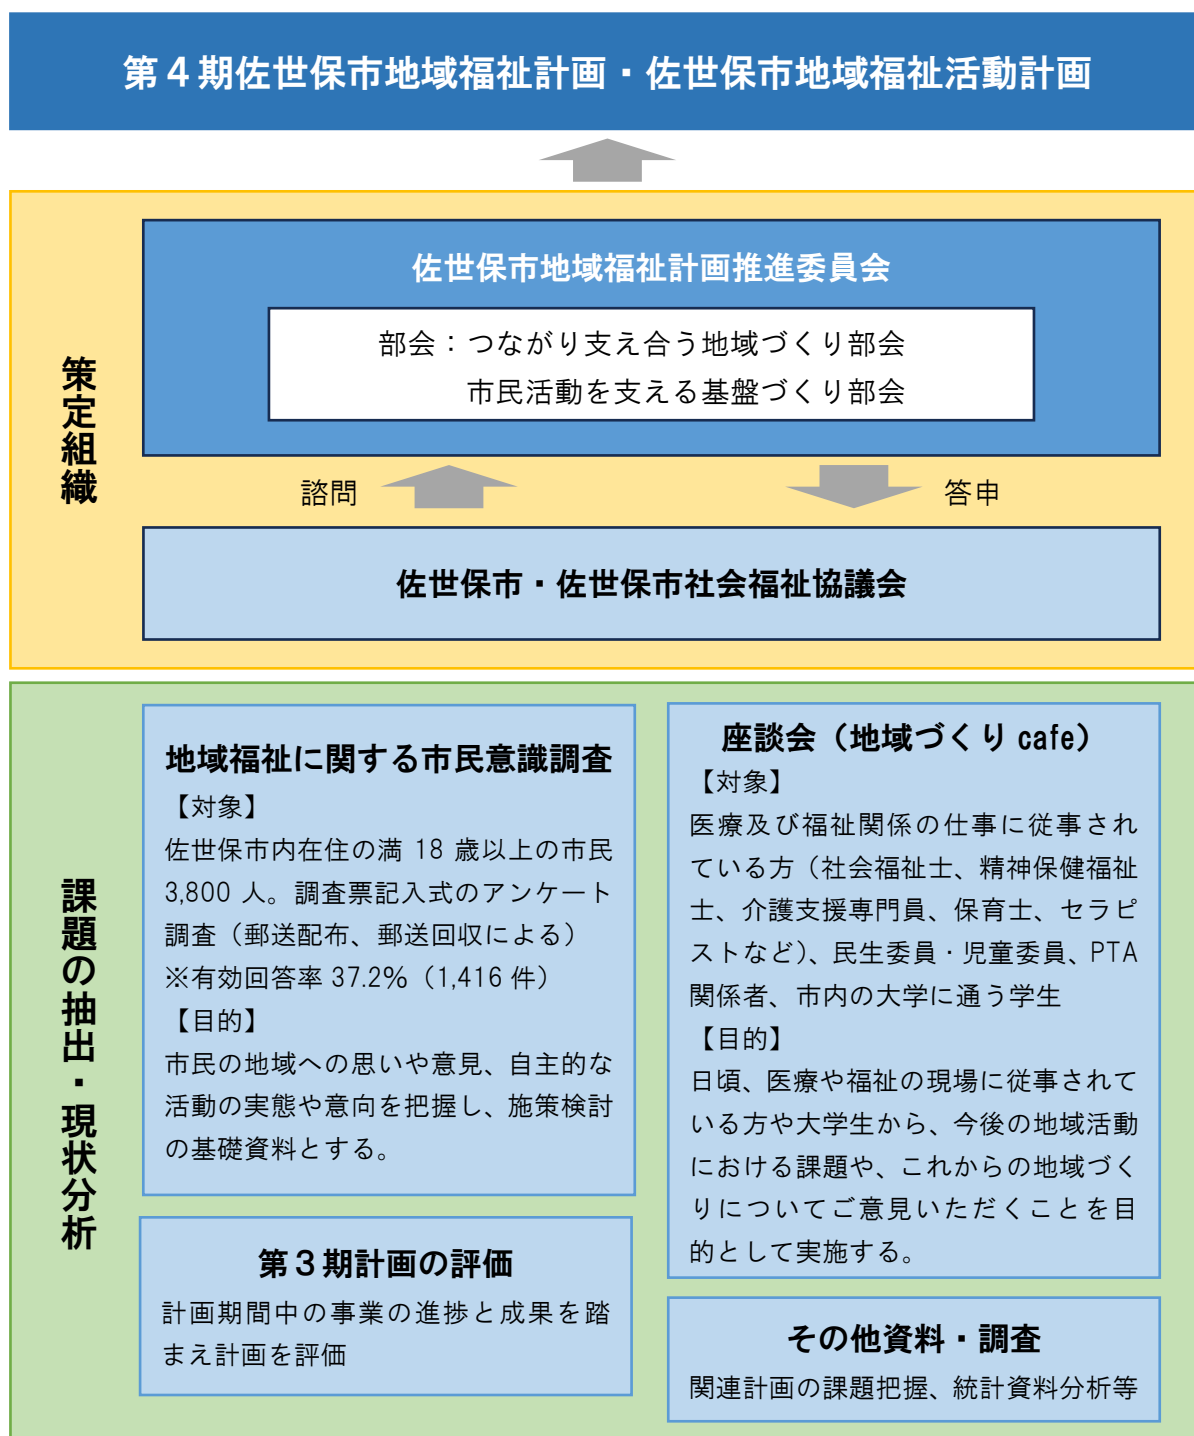 第４期佐世保市地域福祉計画・佐世保市地域福祉活動計画
策定組織
佐世保市地域福祉計画推進委員会
部会：つながり支え合う地域づくり部会
市民活動を支える基盤づくり部会
諮問
答申
佐世保市・佐世保市社会福祉協議会
課題の抽出・現状分析
地域福祉に関する市民意識調査
【対象】
佐世保市内在住の満 18 歳以上の市民
3,800 人。調査票記入式のアンケート
調査（郵送配布、郵送回収による）
※有効回答率 37.2%（1,416 件）
【目的】
市民の地域への思いや意見、自主的な
活動の実態や意向を把握し、施策検討
の基礎資料とする。
第３期計画の評価
計画期間中の事業の進捗と成果を踏
まえ計画を評価
座談会（地域づくり cafe）
【対象】
医療及び福祉関係の仕事に従事され
ている方（社会福祉士、精神保健福祉
士、介護支援専門員、保育士、セラピ
ストなど）、民生委員・児童委員、PTA
関係者、市内の大学に通う学生
【目的】
日頃、医療や福祉の現場に従事されて
いる方や大学生から、今後の地域活動
における課題や、これからの地域づく
りについてご意見いただくことを目
的として実施する。
その他資料・調査
関連計画の課題把握、統計資料分析等